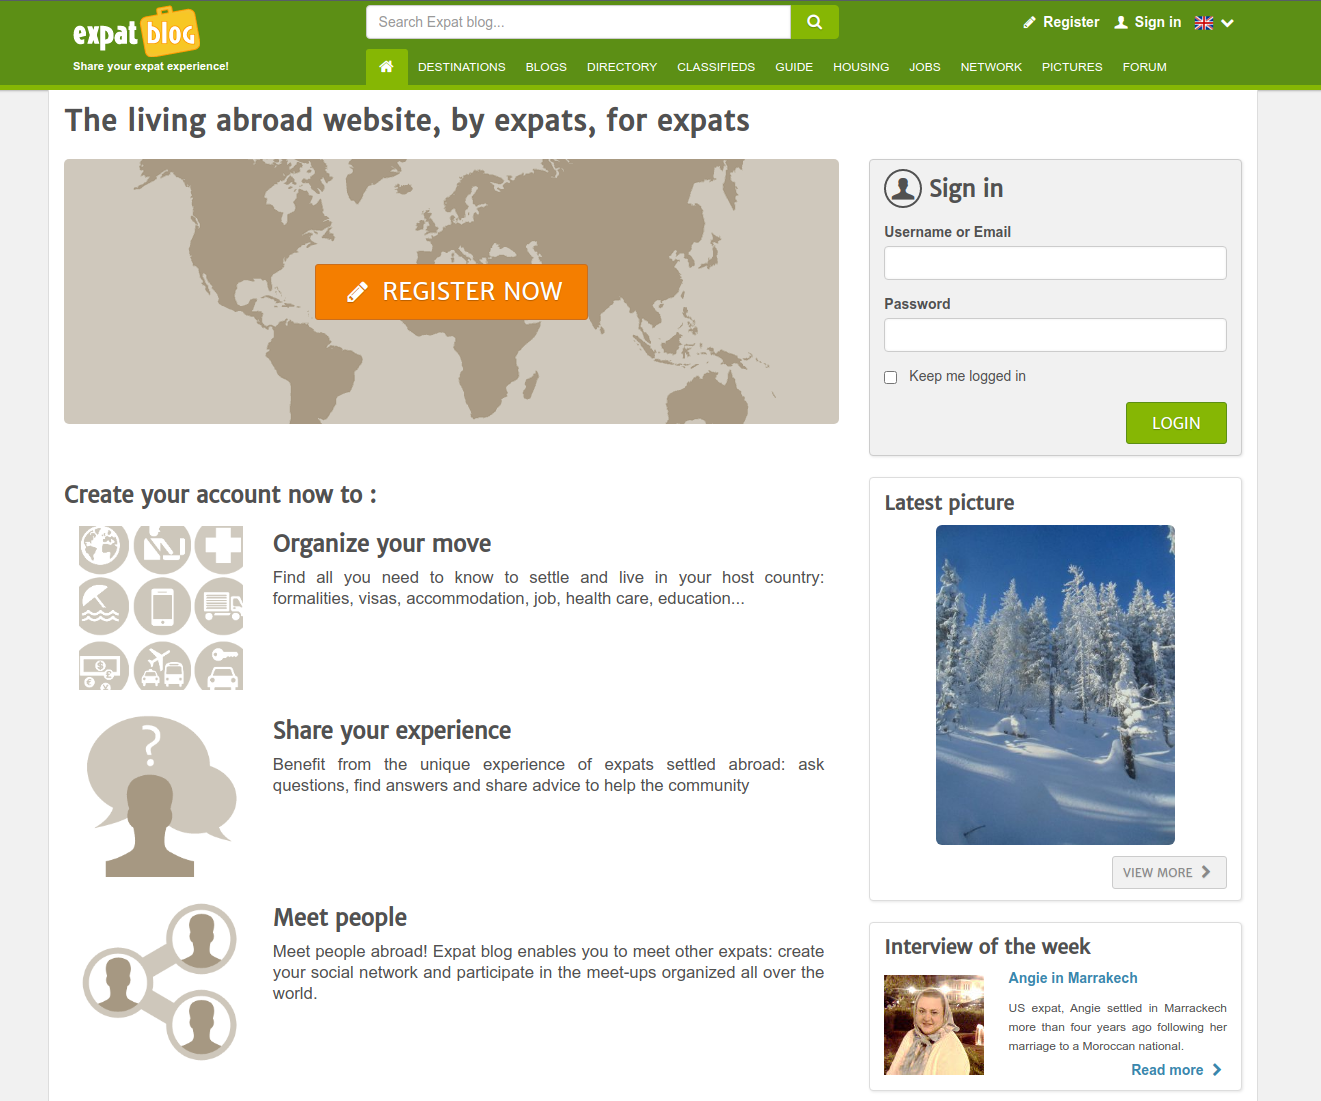 expat blog
Share your expat experience!
Search Expat blog...
Register Sign in
DESTINATIONS BLOGS DIRECTORY CLASSIFIEDS GUIDE HOUSING JOBS NETWORK PICTURES FORUM
The living abroad website, by expats, for expats
REGISTER NOW
Sign in
Username or Email
Password
Keep me logged in
LOGIN
Create your account now to :
Organize your move
Find all you need to know to settle and live in your host country:
formalities, visas, accommodation, job, health care, education...
Share your experience
Benefit from the unique experience of expats settled abroad: ask
questions, find answers and share advice to help the community
Meet people
Meet people abroad! Expat blog enables you to meet other expats: create
your social network and participate in the meet-ups organized all over the
world.
Latest picture
VIEW MORE
Interview of the week
Angie in Marrakech
US expat, Angie settled in Marrackech
more than four years ago following her
marriage to a Moroccan national.
Read more